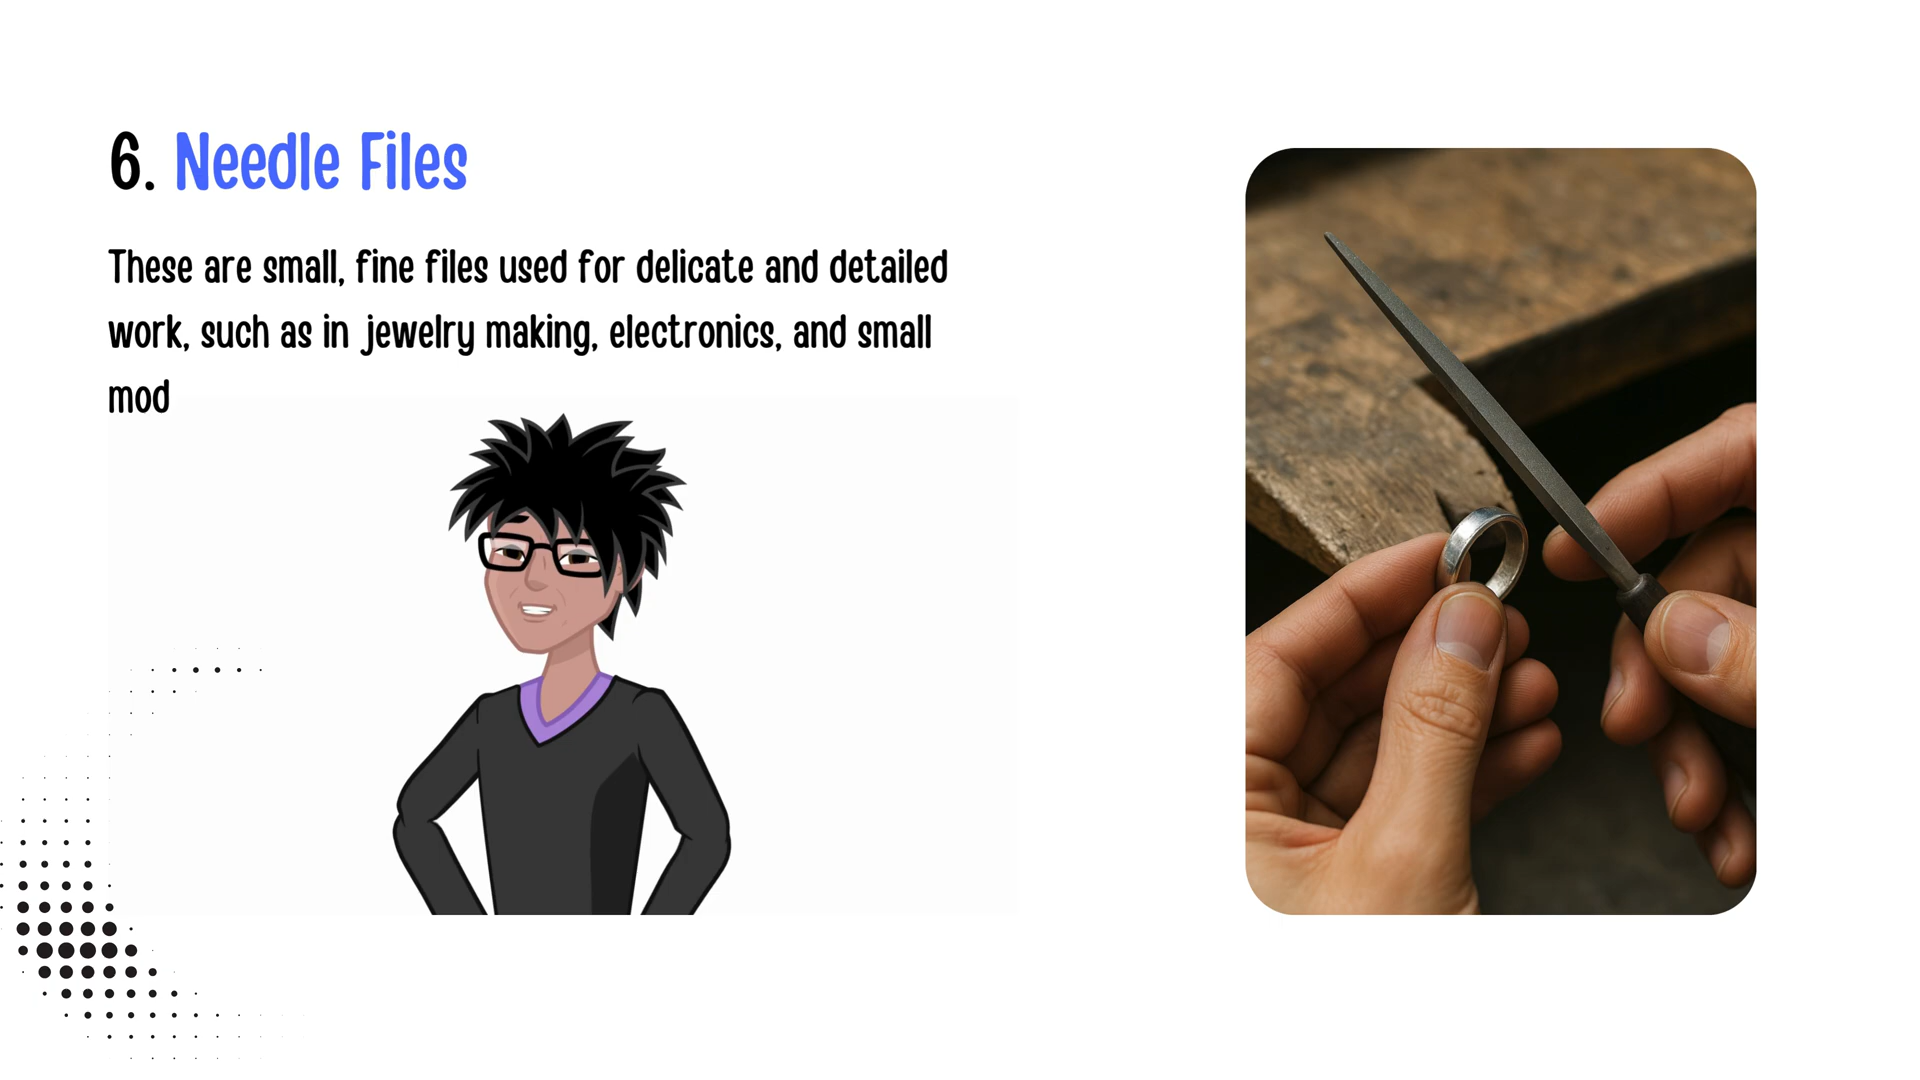 6. Needle Files
These are small, fine files used for delicate and detailed
work, such as in jewelry making, electronics, and small
mod